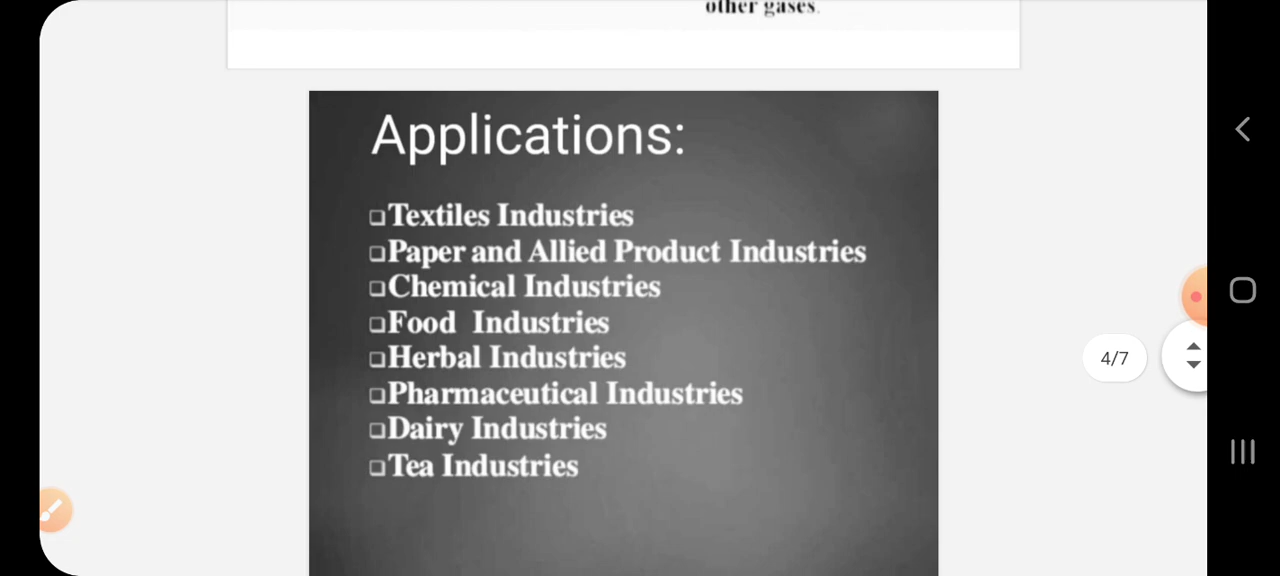 other gases.
Applications:
❑Textiles Industries
❑Paper and Allied Product Industries
❑Chemical Industries
❑Food Industries
❑Herbal Industries
❑Pharmaceutical Industries
❑Dairy Industries
❑Tea Industries
4/7